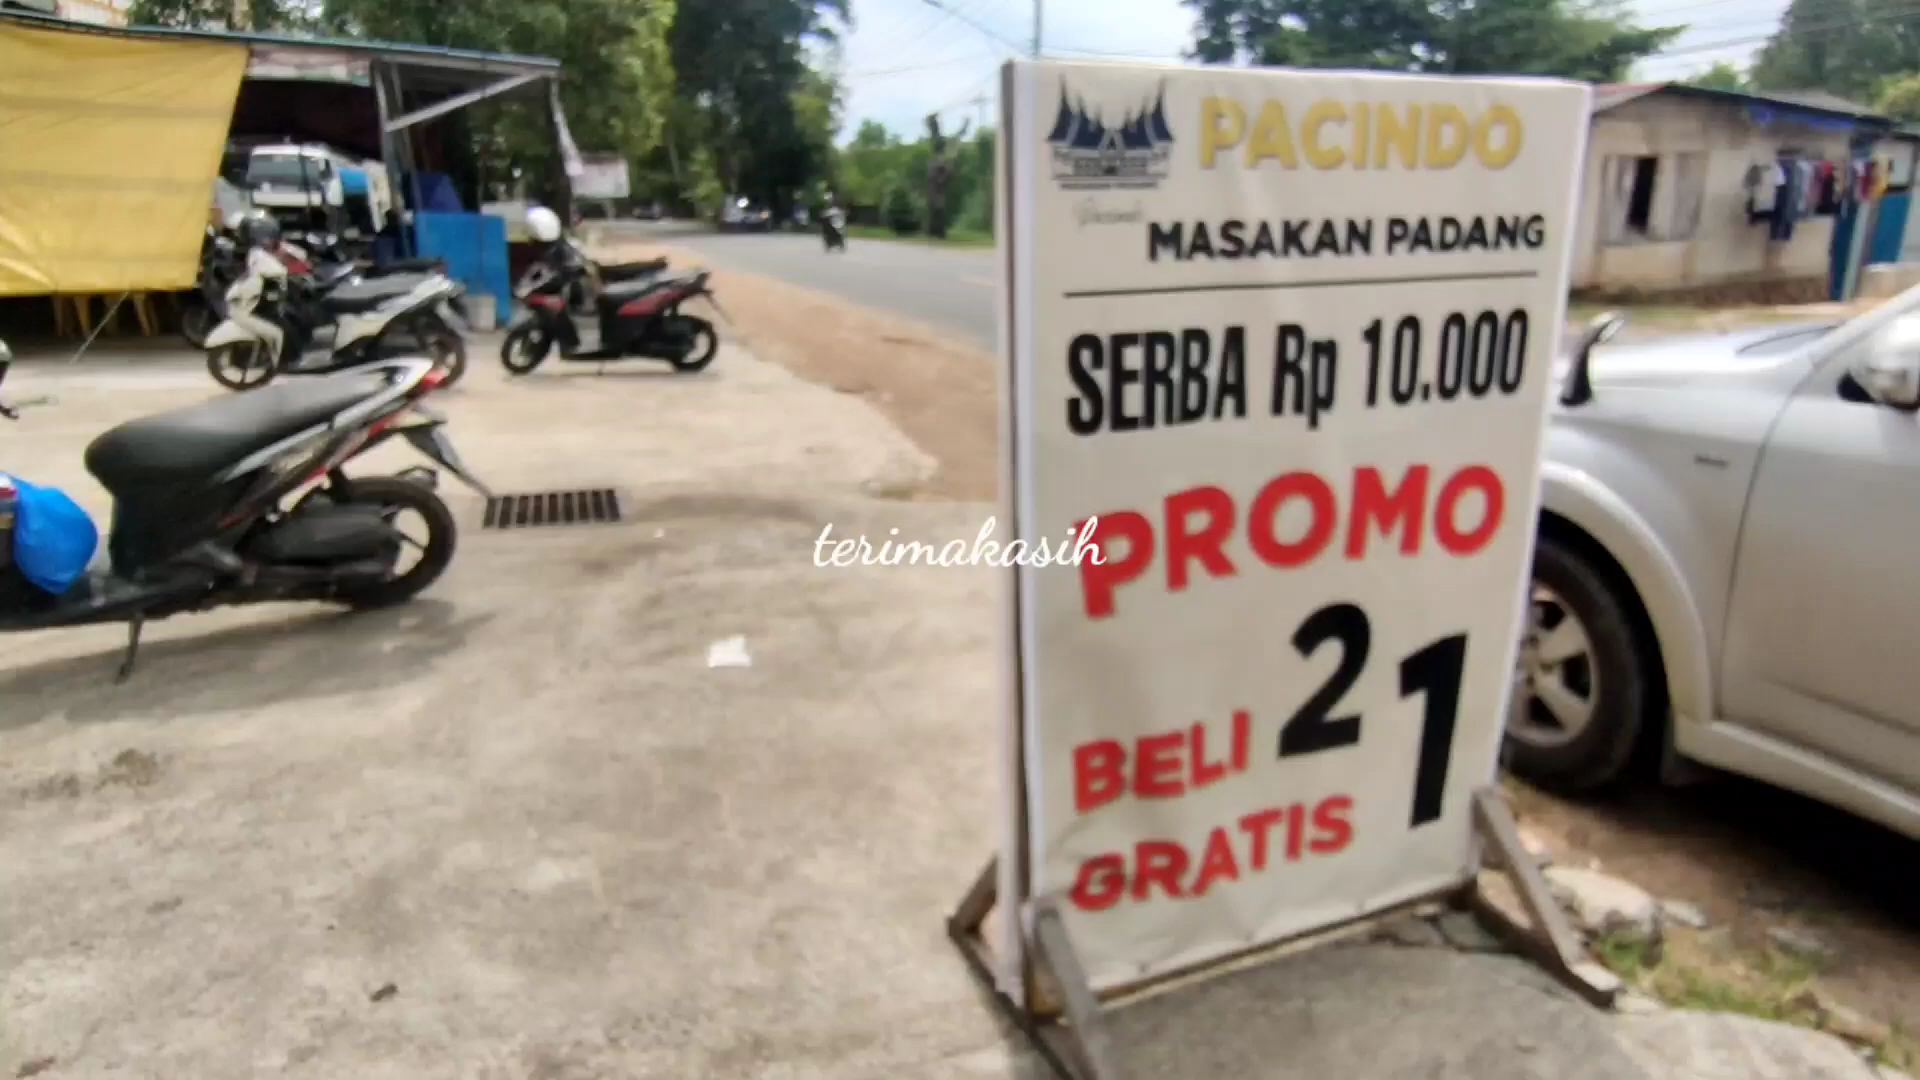 PACINDO
MASAKAN PADANG
SERBA Rp 10.000
PROMO
BELI 2
GRATIS 1
terimakasih